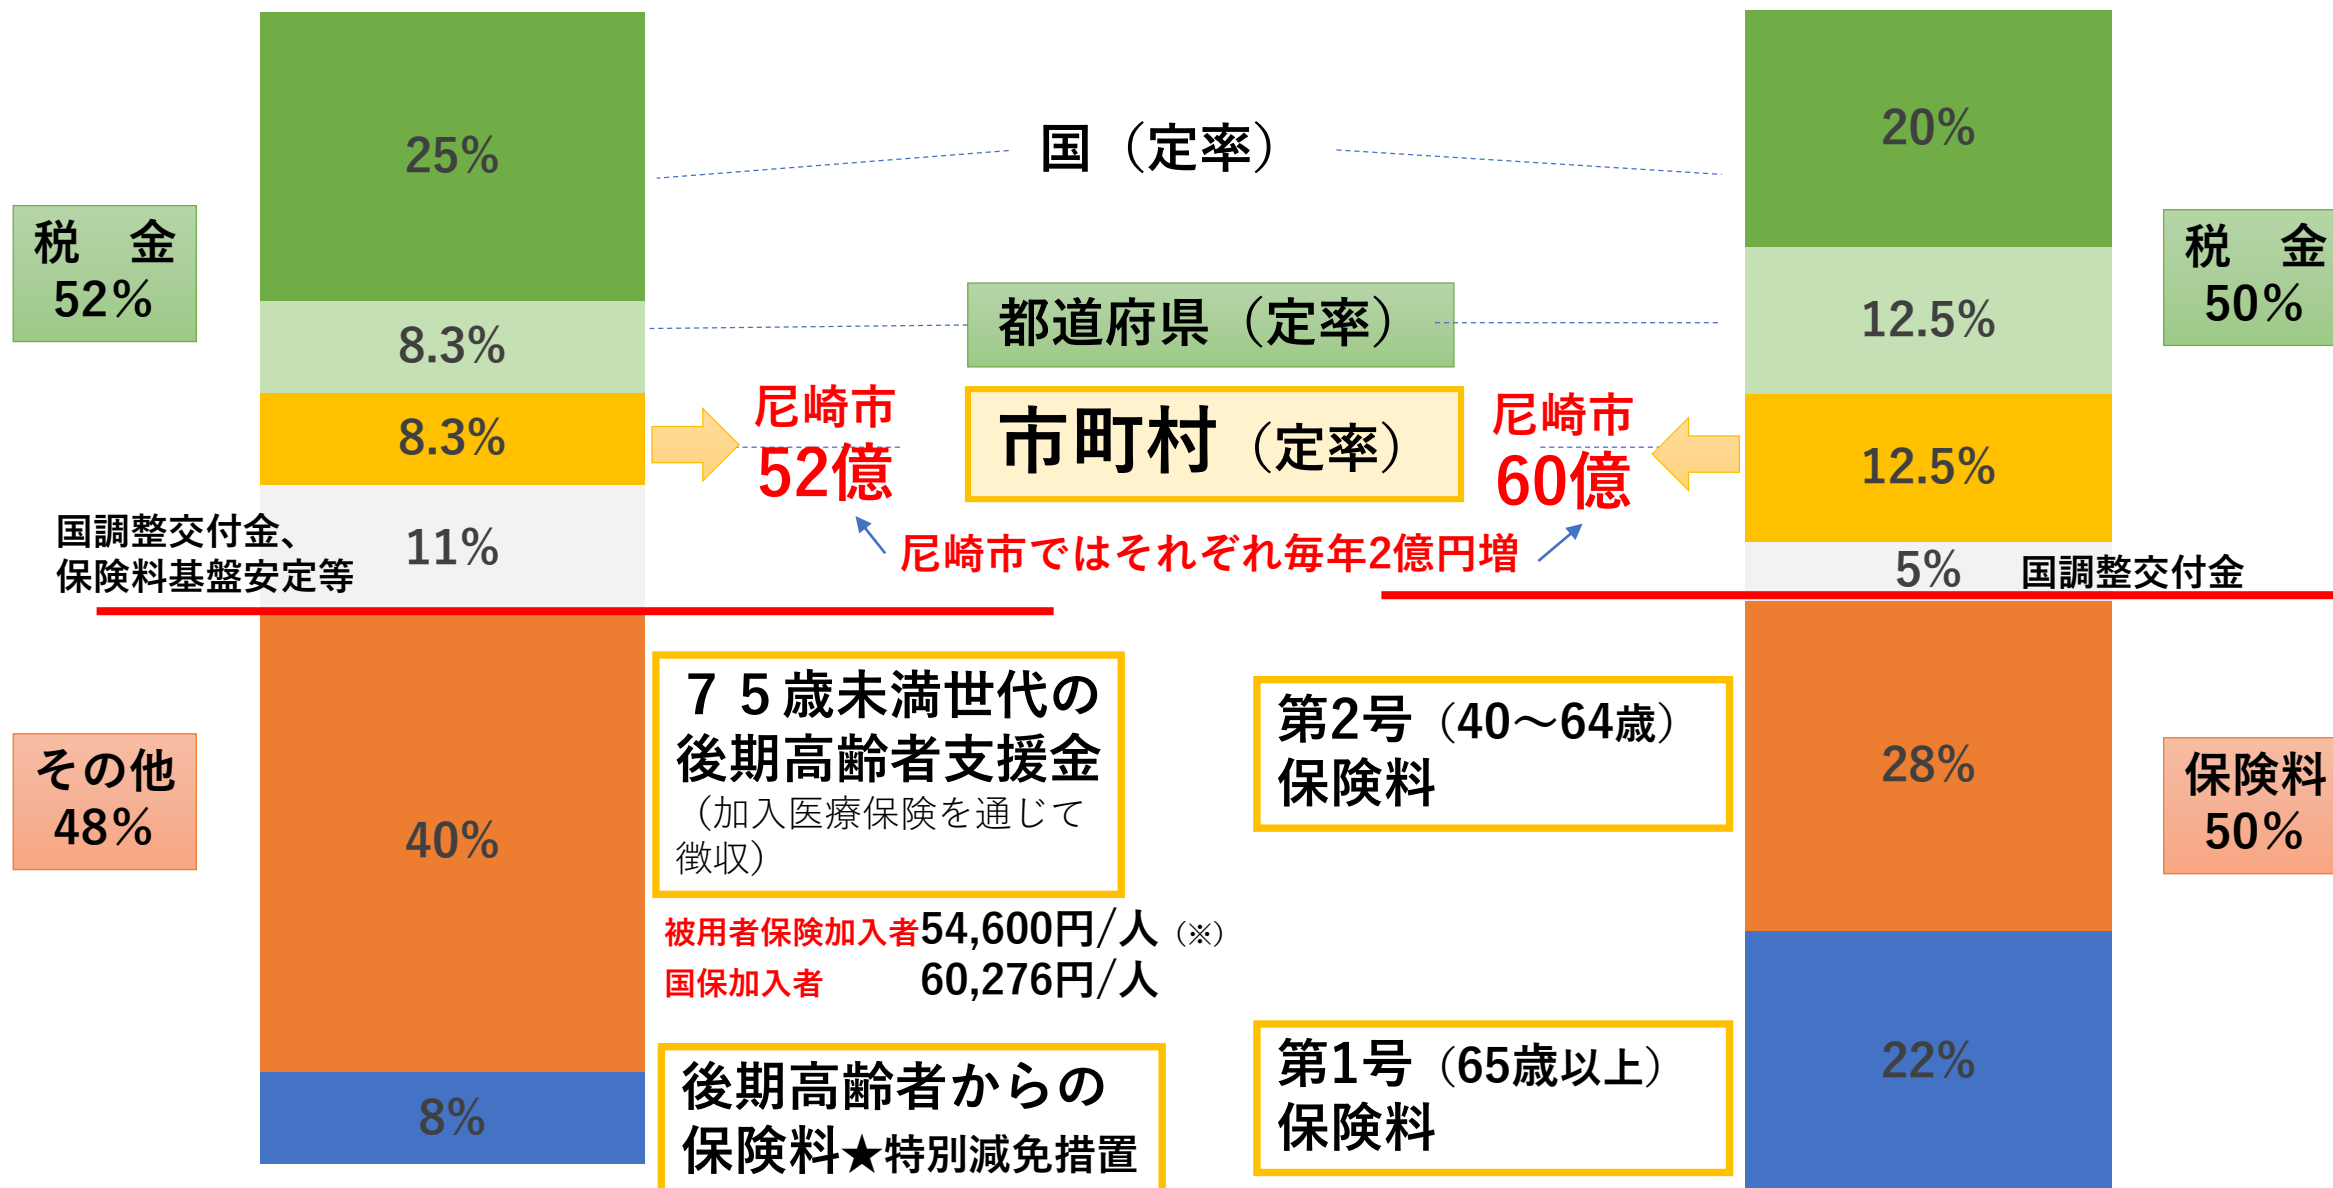 25%
国（定率）
20%
税　金
52%
税　金
50%
8.3%
都道府県（定率）
12.5%
8.3%
尼崎市
52億
市町村（定率）
尼崎市
60億
12.5%
国調整交付金、
保険料基盤安定等
11%
尼崎市ではそれぞれ毎年2億円増
5%
国調整交付金
その他
48%
40%
７５歳未満世代の
後期高齢者支援金
（加入医療保険を通じて
徴収）
被用者保険加入者54,600円/人（※）
国保加入者 60,276円/人
第2号（40～64歳）
保険料
28%
保険料
50%
8%
後期高齢者からの
保険料★特別減免措置
第1号（65歳以上）
保険料
22%